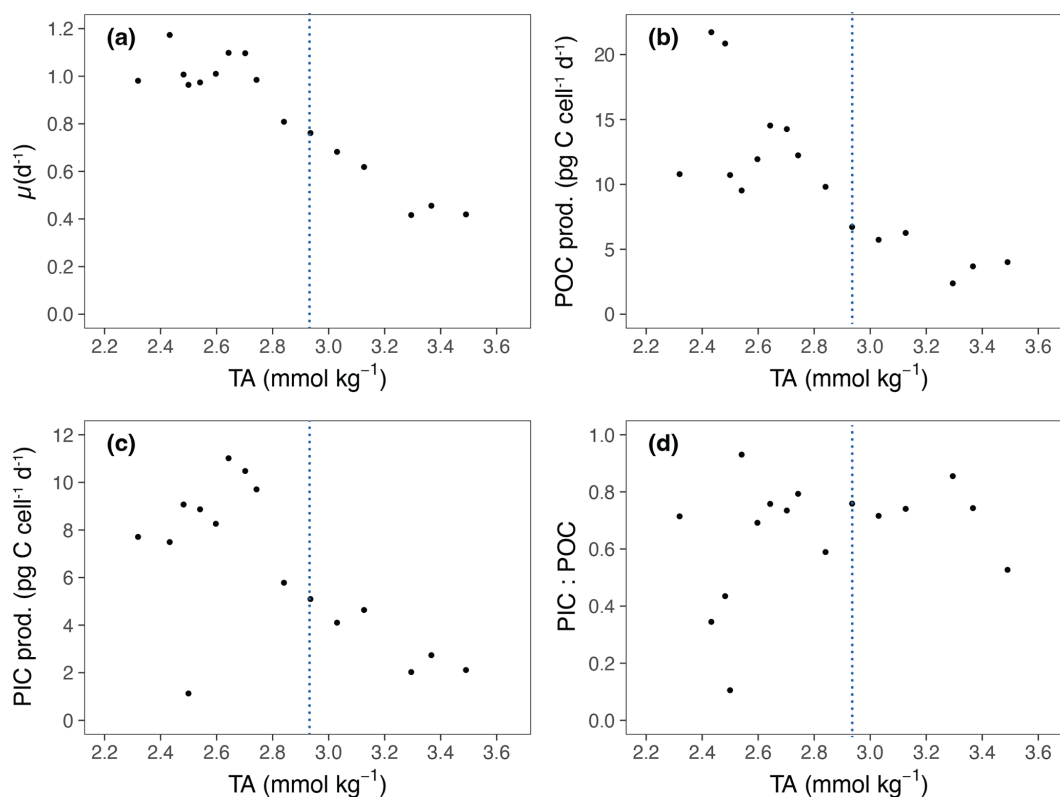 (a)
1.2
1.0
0.8
0.6
0.4
0.2
0.0
μ(d⁻¹)
2.2 2.4 2.6 2.8 3.0 3.2 3.4 3.6
TA (mmol kg⁻¹)
(b)
20
15
10
5
0
POC prod. (pg C cell⁻¹ d⁻¹)
2.2 2.4 2.6 2.8 3.0 3.2 3.4 3.6
TA (mmol kg⁻¹)
(c)
12
10
8
6
4
2
0
PIC prod. (pg C cell⁻¹ d⁻¹)
2.2 2.4 2.6 2.8 3.0 3.2 3.4 3.6
TA (mmol kg⁻¹)
(d)
1.0
0.8
0.6
0.4
0.2
0.0
PIC : POC
2.2 2.4 2.6 2.8 3.0 3.2 3.4 3.6
TA (mmol kg⁻¹)